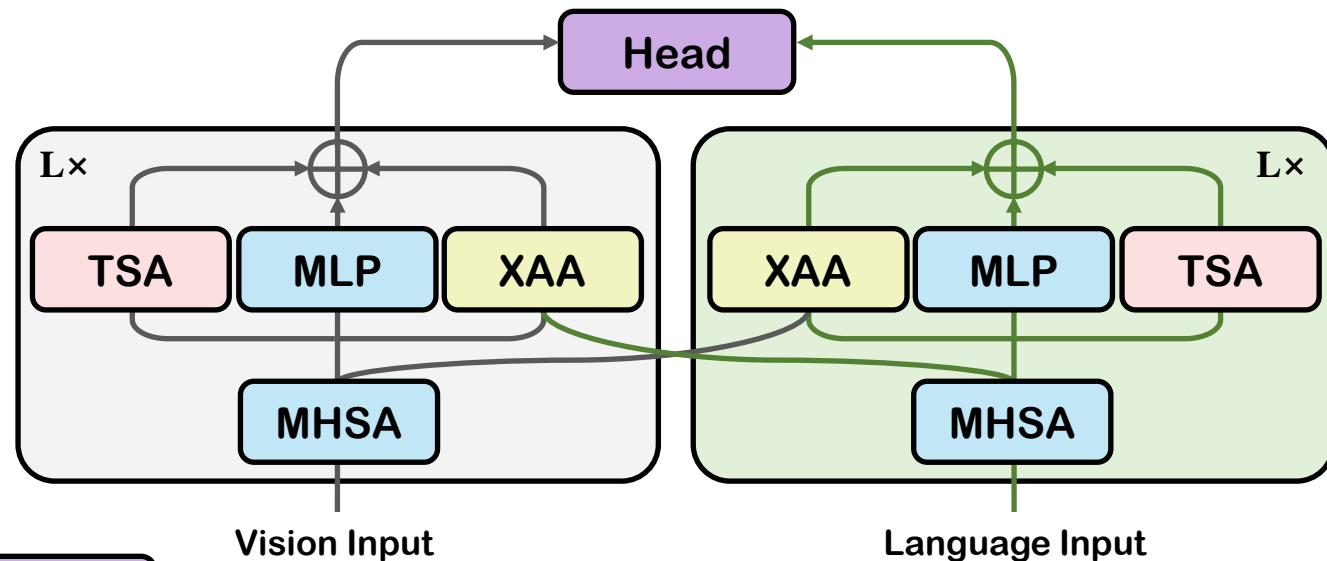 Head
L× L×
TSA MLP XAA XAA MLP TSA
MHSA MHSA
Vision Input Language Input